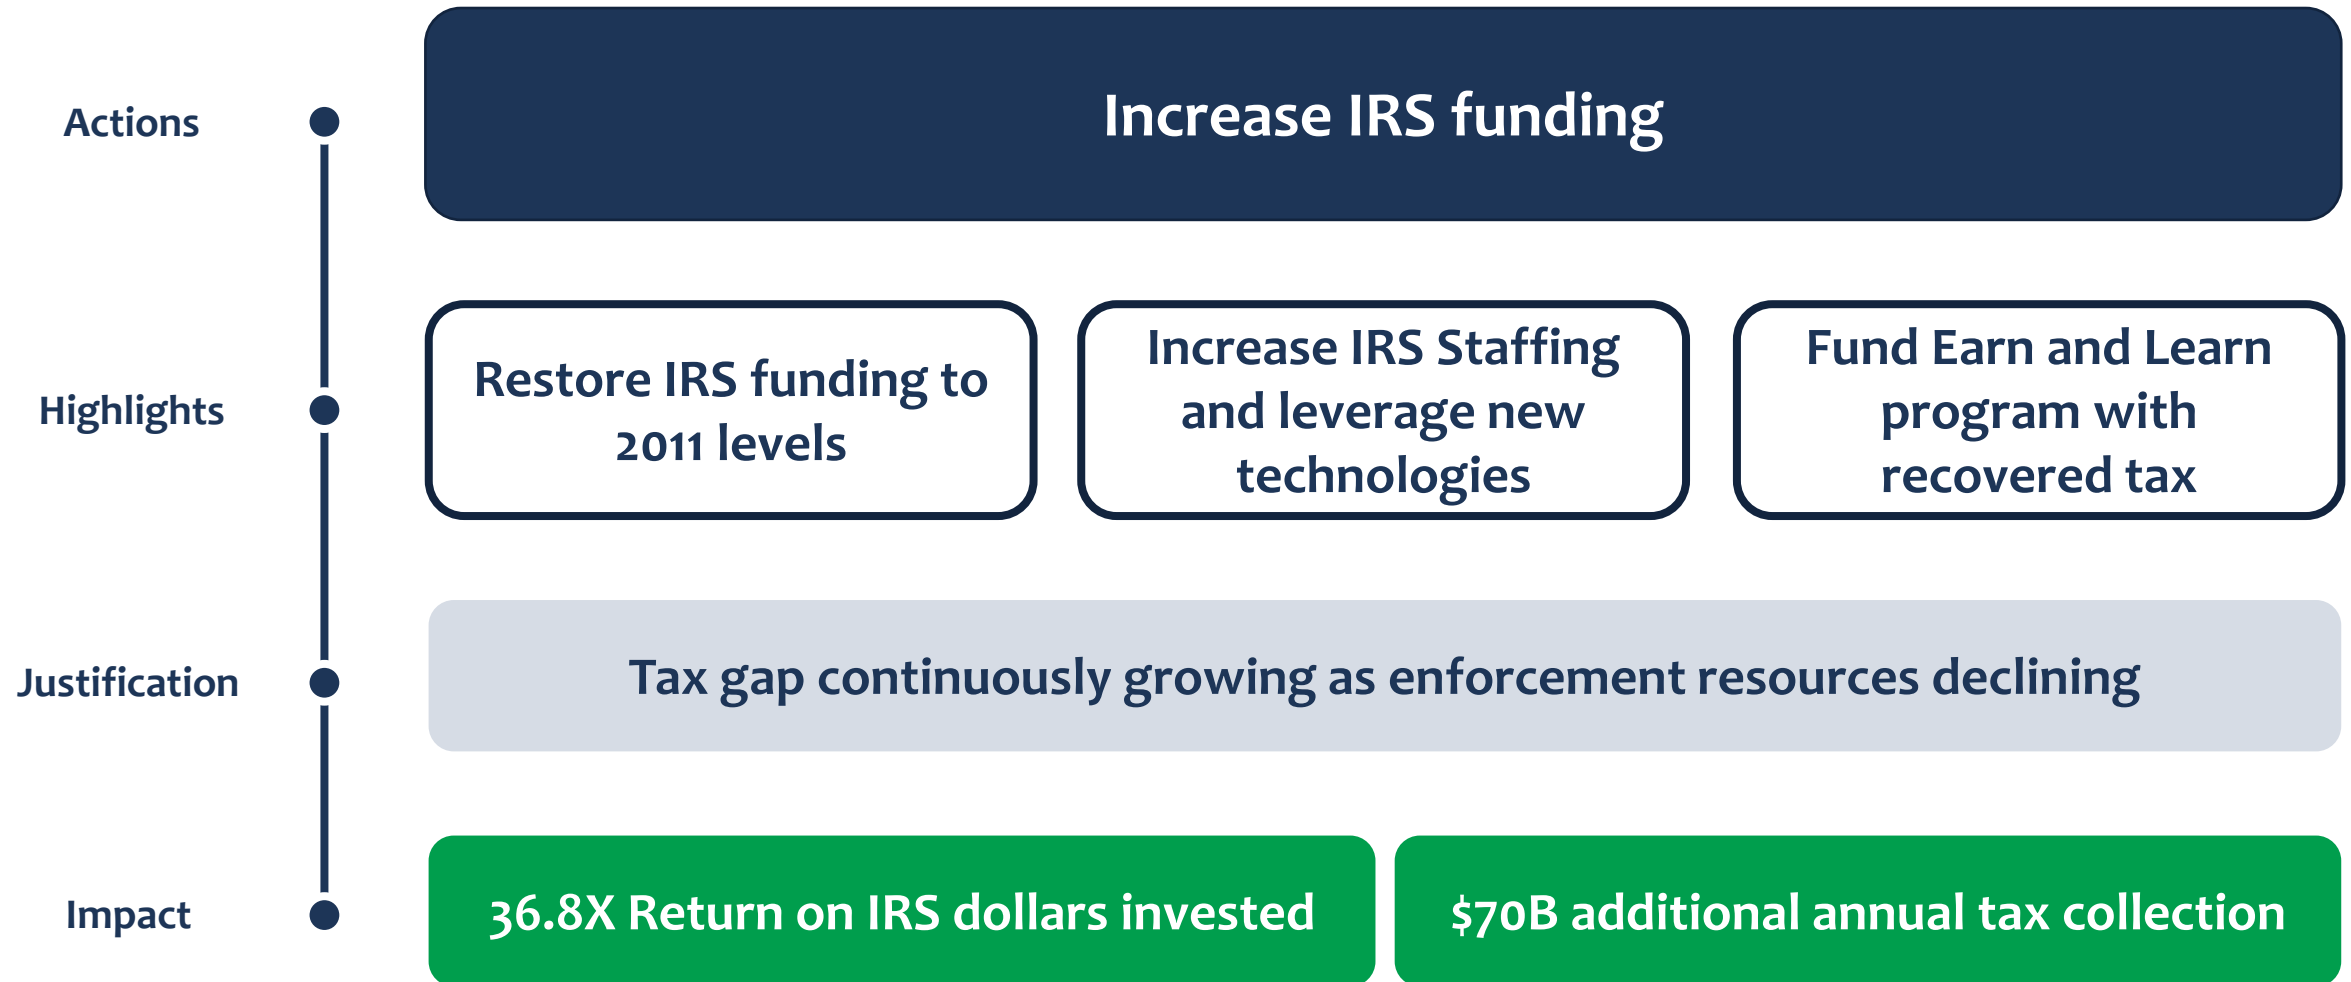 Actions
Increase IRS funding
Highlights
Restore IRS funding to
2011 levels
Increase IRS Staffing
and leverage new
technologies
Fund Earn and Learn
program with
recovered tax
Justification
Tax gap continuously growing as enforcement resources declining
Impact
36.8X Return on IRS dollars invested
$70B additional annual tax collection